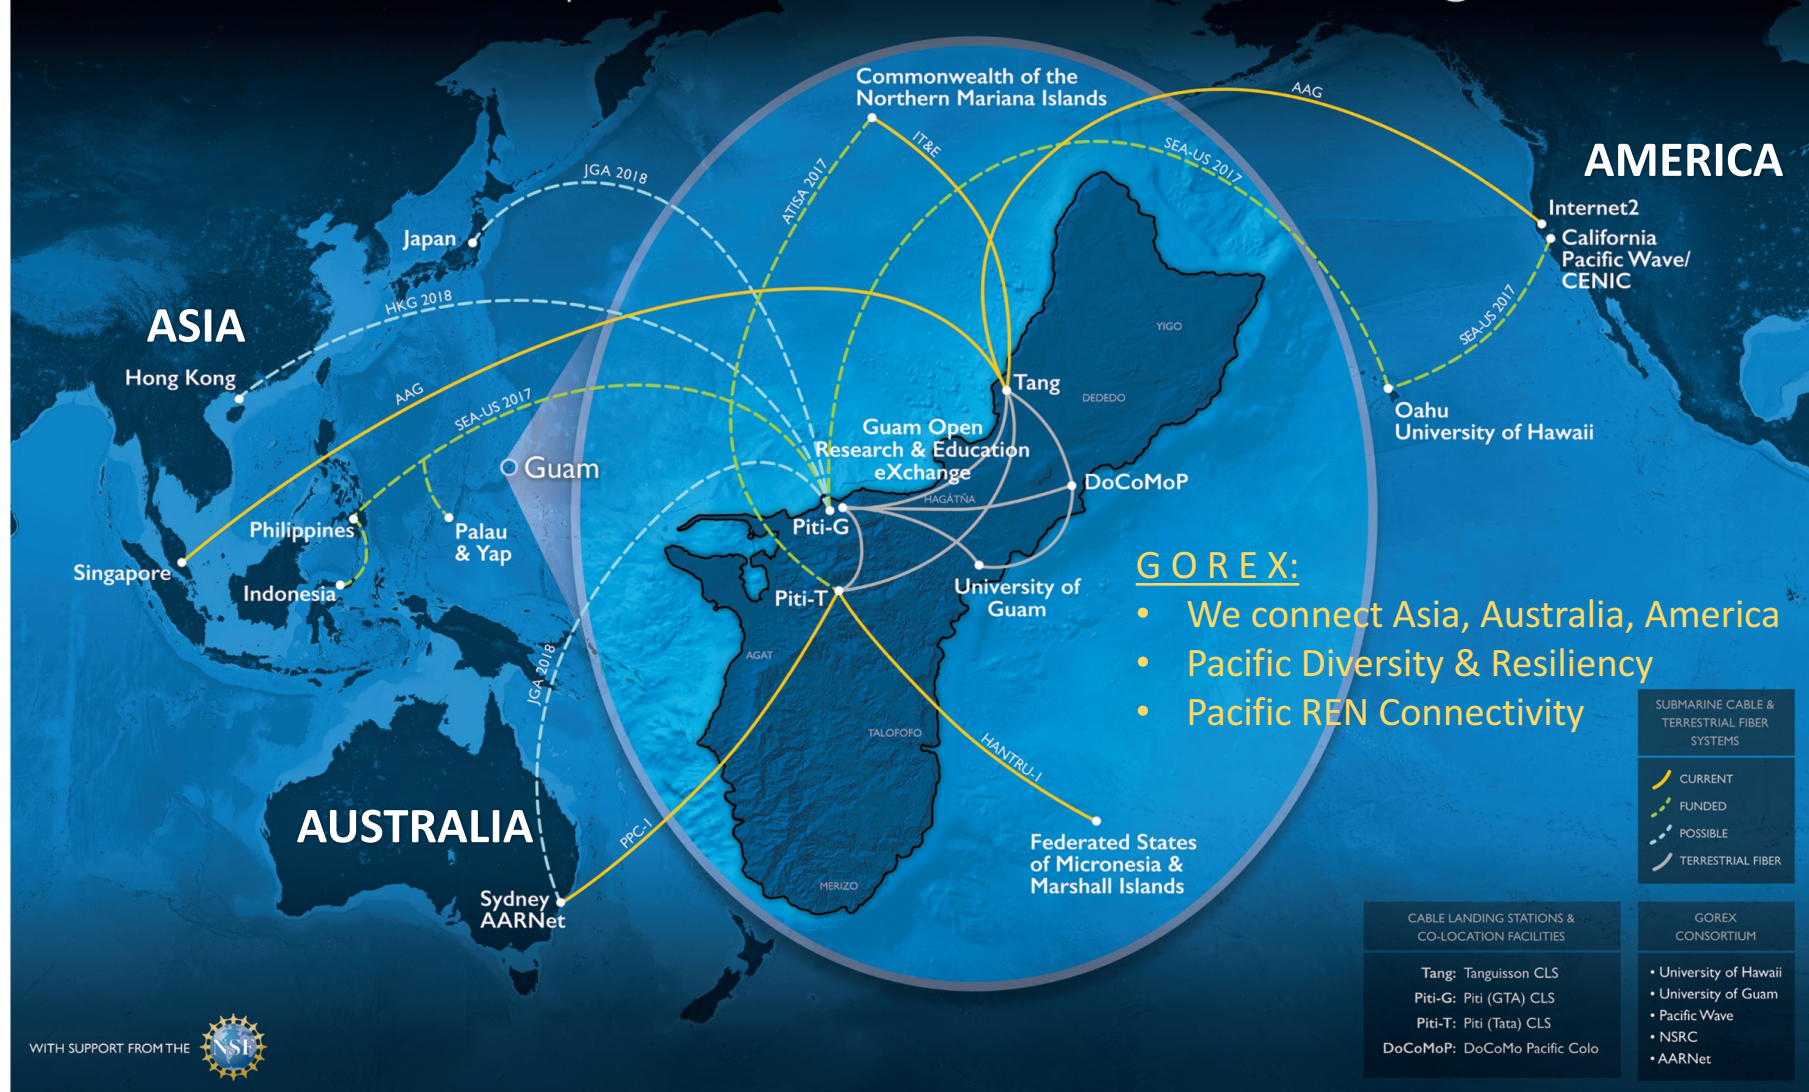 Commonwealth of the
Northern Mariana Islands
AAG
IT&E
SEA-US 2017
ATISA 2017
JGA 2018
AMERICA
Internet2
California
Pacific Wave/
CENIC
Japan
HKG 2018
SEA-US 2017
ASIA
YIGO
Hong Kong
AAG
SEA-US 2017
Tang
DEDEDO
Oahu
University of Hawaii
Guam Open
Research & Education
eXchange
Guam
DoCoMoP
HAGÅTÑA
Piti-G
Philippines
Palau
& Yap
Singapore
Indonesia
Piti-T
University of
Guam
G O R E X:
• We connect Asia, Australia, America
• Pacific Diversity & Resiliency
• Pacific REN Connectivity
AGAT
JGA 2018
TALOFOFO
HANTRU-1
AUSTRALIA
PPC-1
Federated States
of Micronesia &
Marshall Islands
MERIZO
Sydney
AARNet
SUBMARINE CABLE &
TERRESTRIAL FIBER
SYSTEMS
CURRENT
FUNDED
POSSIBLE
TERRESTRIAL FIBER
CABLE LANDING STATIONS &
CO-LOCATION FACILITIES
Tang: Tanguisson CLS
Piti-G: Piti (GTA) CLS
Piti-T: Piti (Tata) CLS
DoCoMoP: DoCoMo Pacific Colo
GOREX
CONSORTIUM
• University of Hawaii
• University of Guam
• Pacific Wave
• NSRC
• AARNet
WITH SUPPORT FROM THE
NSF